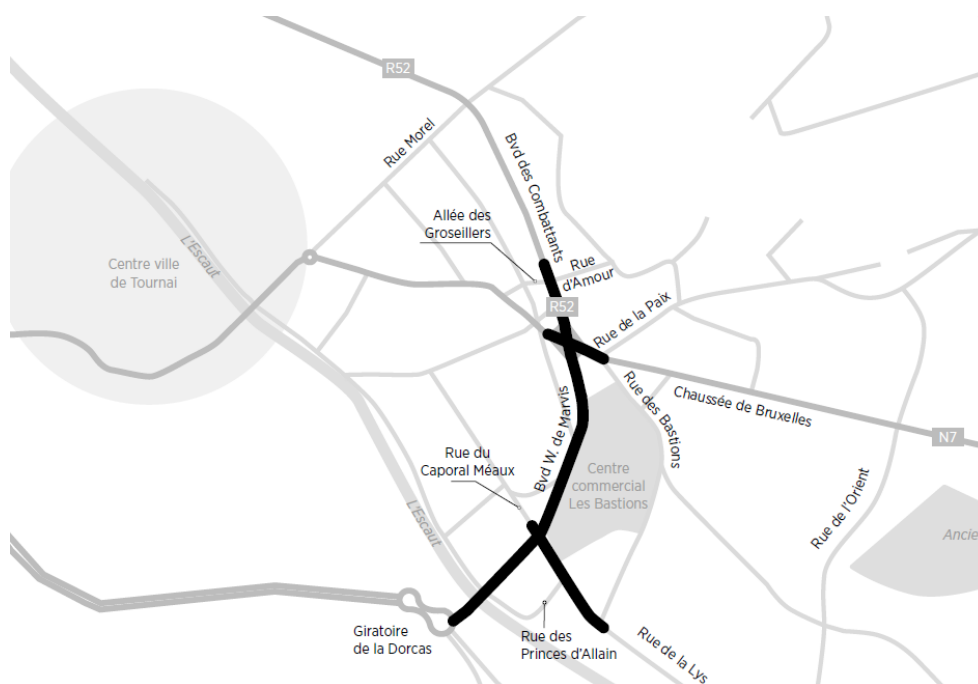 R52
Rue Morel
Bvd des Combattants
Allée des
Groseillers
Rue
d'Amour
L'Escaut
Centre ville
de Tournai
R52
Rue de la Paix
Rue des Bastions
Chaussée de Bruxelles
N7
Bvd W. de Marvis
Rue du
Caporal Méaux
Centre
commercial
Les Bastions
Rue de l'Orient
L'Escaut
Ancie
Giratoire
de la Dorcas
Rue des
Princes d'Allain
Rue de la Lys